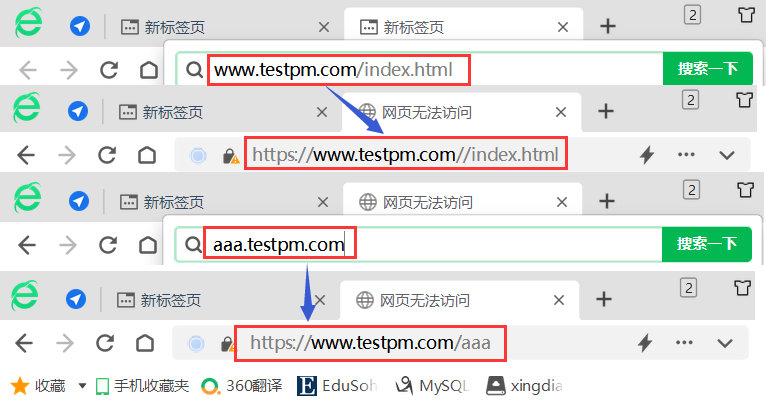 新标签页 新标签页 2
www.testpm.com/index.html 搜索一下
新标签页 网页无法访问 2
https://www.testpm.com//index.html
新标签页 网页无法访问 2
aaa.testpm.com 搜索一下
新标签页 网页无法访问 2
https://www.testpm.com/aaa
收藏 手机收藏夹 360翻译 EduSoh MySQL xingdia